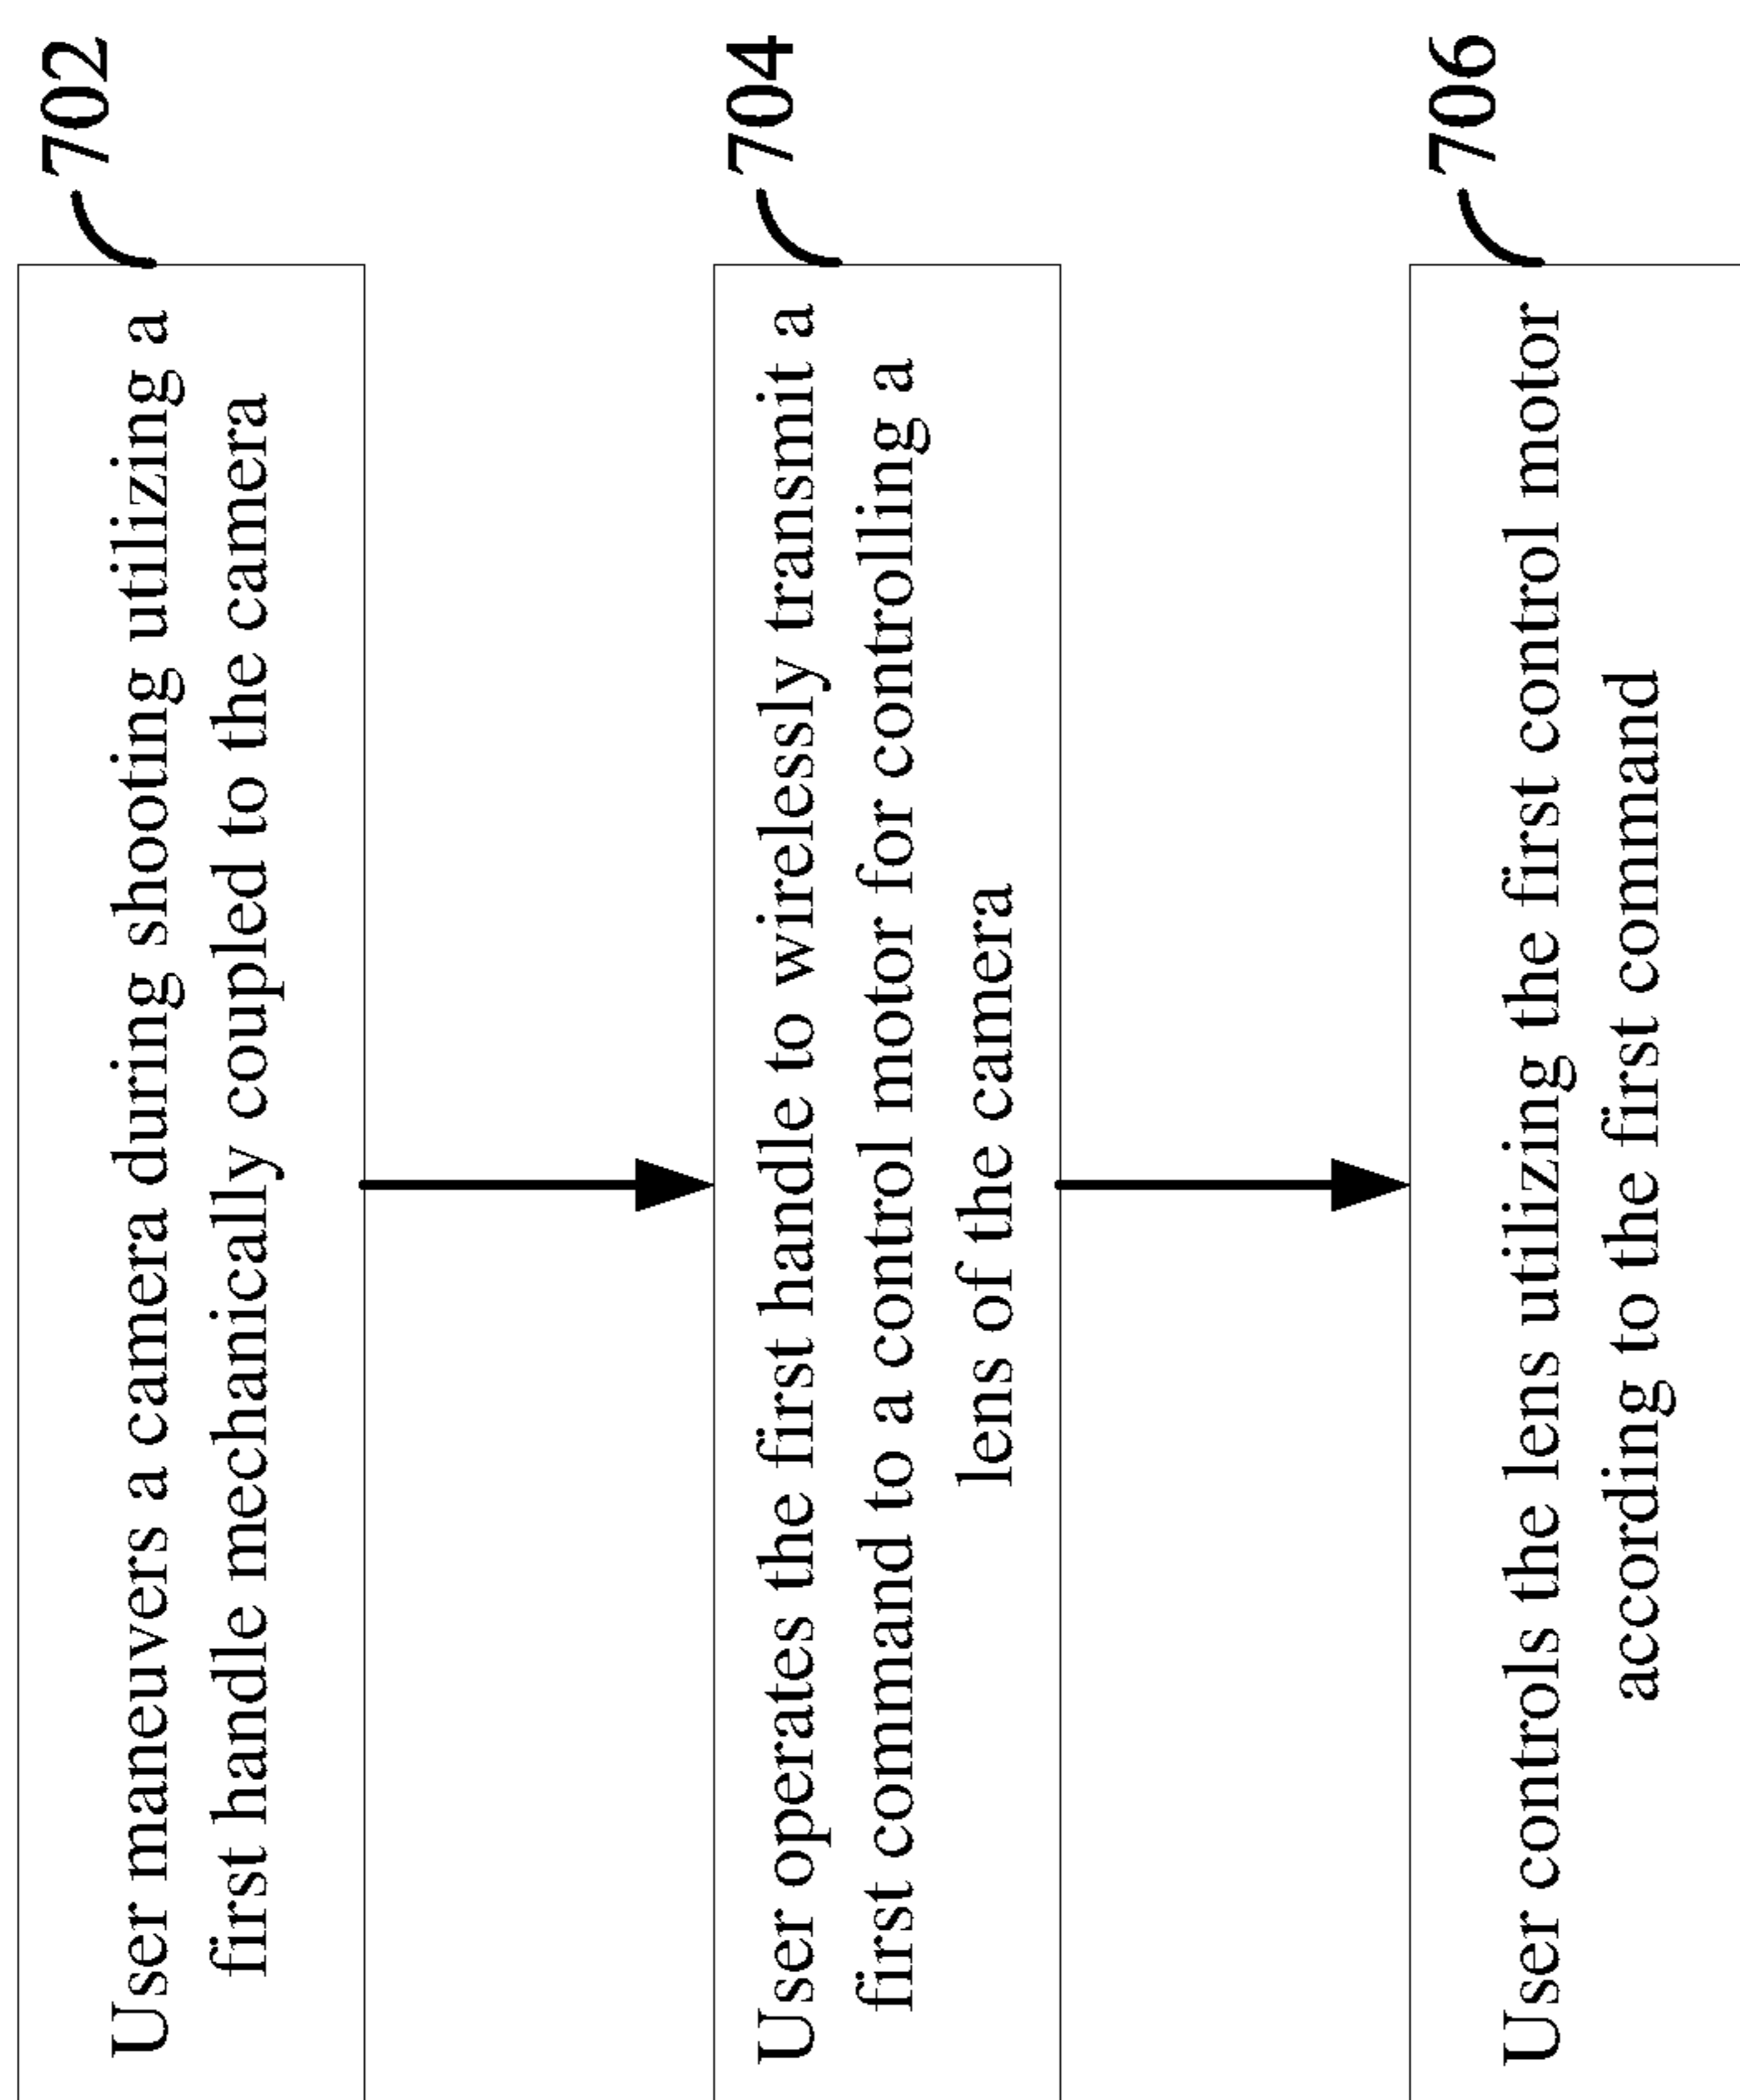 702
User maneuvers a camera during shooting utilizing a
first handle mechanically coupled to the camera
704
User operates the first handle to wirelessly transmit a
first command to a control motor for controlling a
lens of the camera
706
User controls the lens utilizing the first control motor
according to the first command